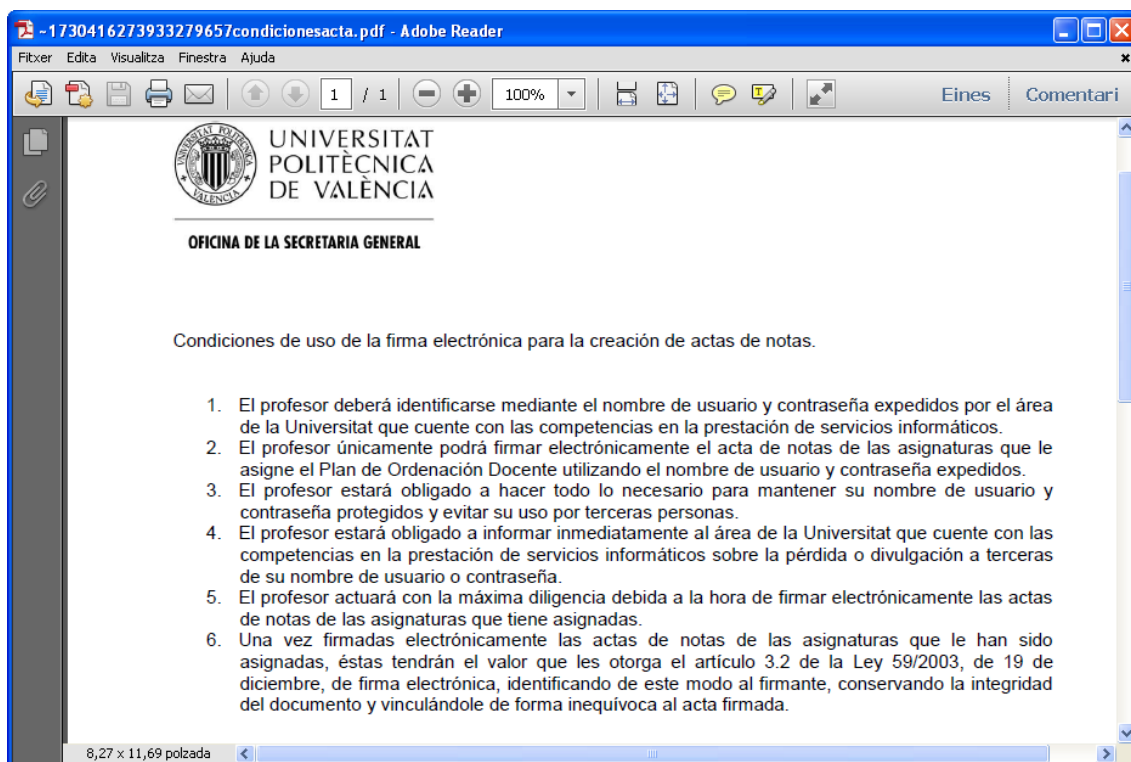 ~1730416273933279657condicionesacta.pdf - Adobe Reader
Fitxer Edita Visualitza Finestra Ajuda
1 / 1 100% Eines Comentari
UNIVERSITAT
POLITÈCNICA
DE VALÈNCIA
OFICINA DE LA SECRETARIA GENERAL
Condiciones de uso de la firma electrónica para la creación de actas de notas.
1. El profesor deberá identificarse mediante el nombre de usuario y contraseña expedidos por el área
de la Universitat que cuente con las competencias en la prestación de servicios informáticos.
2. El profesor únicamente podrá firmar electrónicamente el acta de notas de las asignaturas que le
asigne el Plan de Ordenación Docente utilizando el nombre de usuario y contraseña expedidos.
3. El profesor estará obligado a hacer todo lo necesario para mantener su nombre de usuario y
contraseña protegidos y evitar su uso por terceras personas.
4. El profesor estará obligado a informar inmediatamente al área de la Universitat que cuente con las
competencias en la prestación de servicios informáticos sobre la pérdida o divulgación a terceras
de su nombre de usuario o contraseña.
5. El profesor actuará con la máxima diligencia debida a la hora de firmar electrónicamente las actas
de notas de las asignaturas que tiene asignadas.
6. Una vez firmadas electrónicamente las actas de notas de las asignaturas que le han sido
asignadas, éstas tendrán el valor que les otorga el artículo 3.2 de la Ley 59/2003, de 19 de
diciembre, de firma electrónica, identificando de este modo al firmante, conservando la integridad
del documento y vinculándole de forma inequívoca al acta firmada.
8,27 x 11,69 polzada